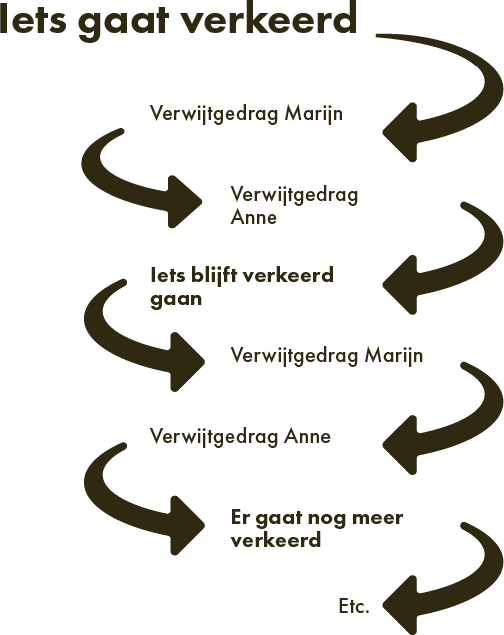 Iets gaat verkeerd
Verwijtgedrag Marijn
Verwijtgedrag
Anne
Iets blijft verkeerd
gaan
Verwijtgedrag Marijn
Verwijtgedrag Anne
Er gaat nog meer
verkeerd
Etc.